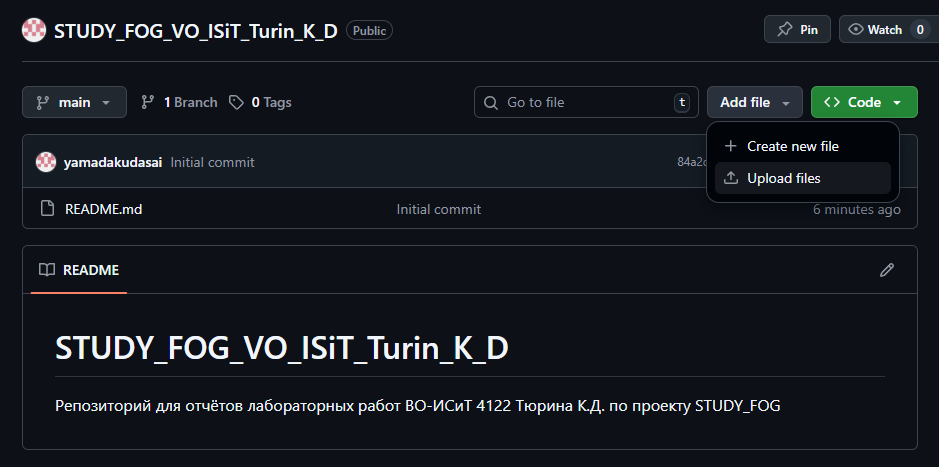 STUDY_FOG_VO_ISiT_Turin_K_D Public Pin Watch 0
main 1 Branch 0 Tags Go to file t Add file Code
Create new file
yamadakudasai Initial commit 84a2
Upload files
README.md Initial commit 6 minutes ago
README
STUDY_FOG_VO_ISiT_Turin_K_D
Репозиторий для отчётов лабораторных работ ВО-ИСиТ 4122 Тюрина К.Д. по проекту STUDY_FOG